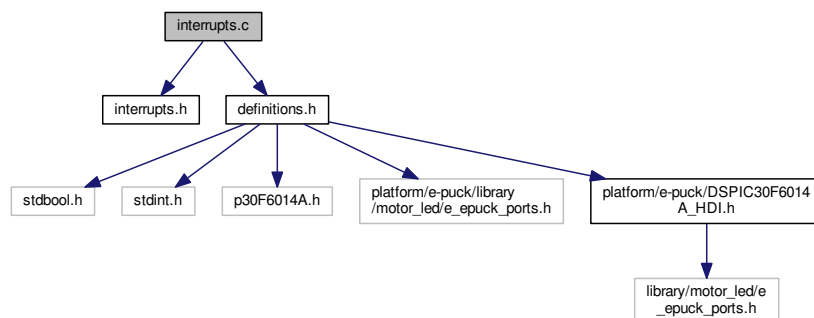 interrupts.c
interrupts.h
definitions.h
stdbool.h
stdint.h
p30F6014A.h
platform/e-puck/library
/motor_led/e_epuck_ports.h
platform/e-puck/DSPIC30F6014
A_HDI.h
library/motor_led/e
_epuck_ports.h